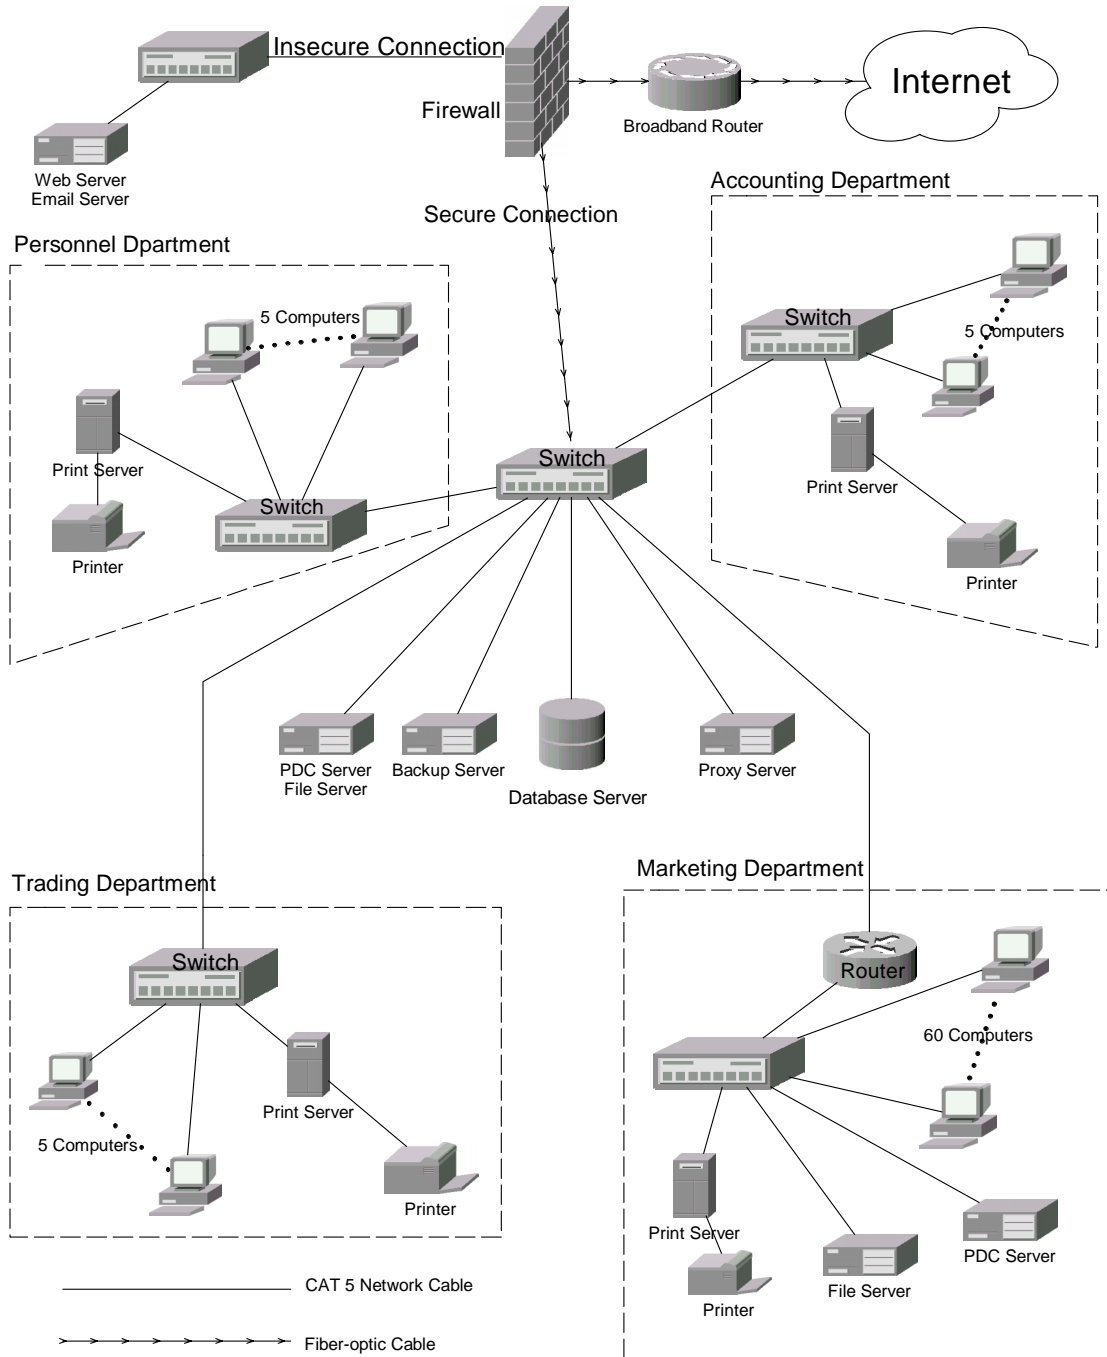 Insecure Connection
Firewall
Broadband Router
Internet
Web Server
Email Server
Secure Connection
Accounting Department
Switch
5 Computers
Print Server
Printer
Personnel Dpartment
5 Computers
Print Server
Switch
Printer
Switch
PDC Server
File Server
Backup Server
Database Server
Proxy Server
Trading Department
Switch
Print Server
5 Computers
Printer
Marketing Department
Router
60 Computers
Print Server
Printer
File Server
PDC Server
CAT 5 Network Cable
Fiber-optic Cable